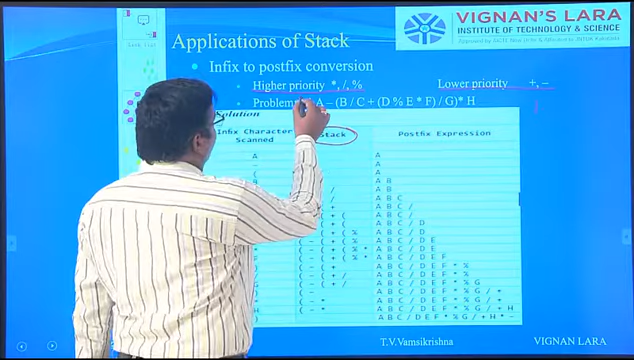 VIGNAN'S LARA
INSTITUTE OF TECHNOLOGY & SCIENCE
Applications of Stack
Infix to postfix conversion
Higher priority *, /, % Lower priority +, –
Problem A – (B / C + (D % E * F) / G)* H
Solution
Infix Character Scanned Stack Postfix Expression
A A
– A
( A
B A B
/ A B
A B C
+ A B C /
+ ( A B C /
+ ( A B C / D
( – + ( % A B C / D
( – + ( % A B C / D E
( – + ( % * A B C / D E
( – + ( % * A B C / D E F
( – + A B C / D E F * %
( – + / A B C / D E F * %
( – + / A B C / D E F * % G
( – A B C / D E F * % G / +
( – * A B C / D E F * % G / +
H ( – * A B C / D E F * % G / + H
) A B C / D E F * % G / + H * –
T.V.Vamsikrishna VIGNAN LARA